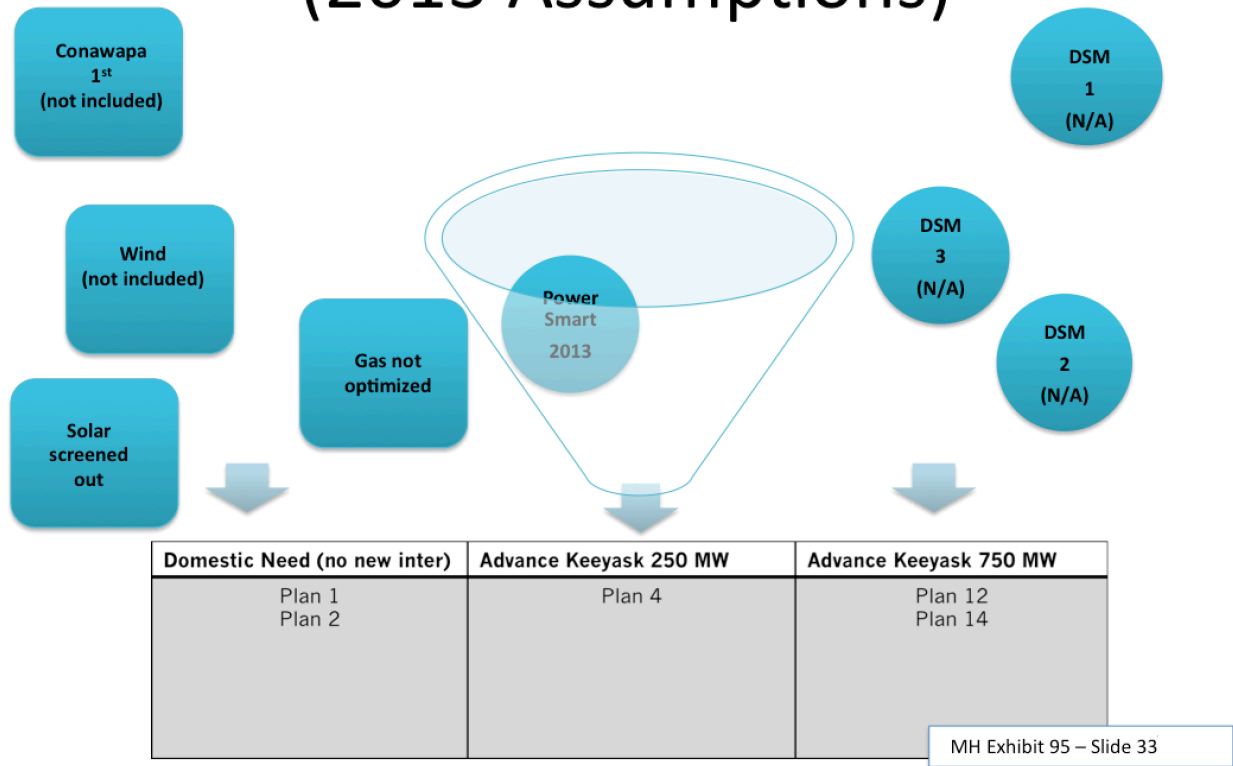 (2013 Assumptions)
Conawapa
1st
(not included)
DSM
1
(N/A)
Wind
(not included)
DSM
3
(N/A)
Power
Smart
2013
Gas not
optimized
DSM
2
(N/A)
Solar
screened
out
Domestic Need (no new inter)
Advance Keeyask 250 MW
Advance Keeyask 750 MW
Plan 1
Plan 2
Plan 4
Plan 12
Plan 14
MH Exhibit 95 – Slide 33